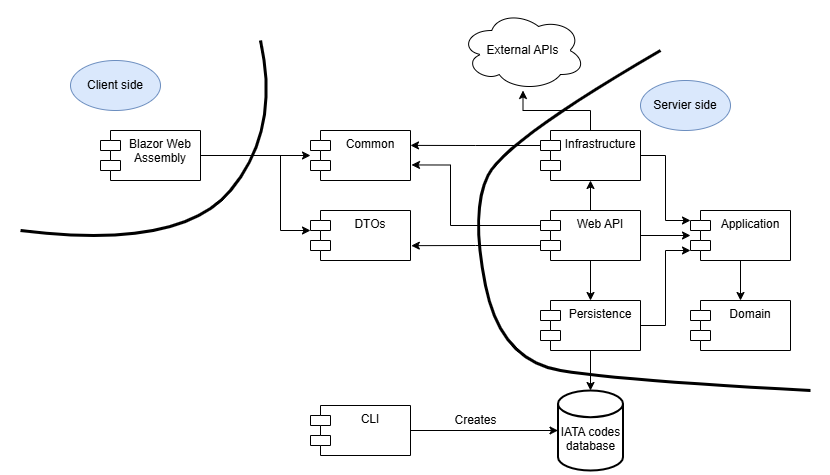 External APIs
Client side
Servier side
Blazor Web
Assembly
Common
Infrastructure
DTOs
Web API
Application
Persistence
Domain
CLI
Creates
IATA codes
database